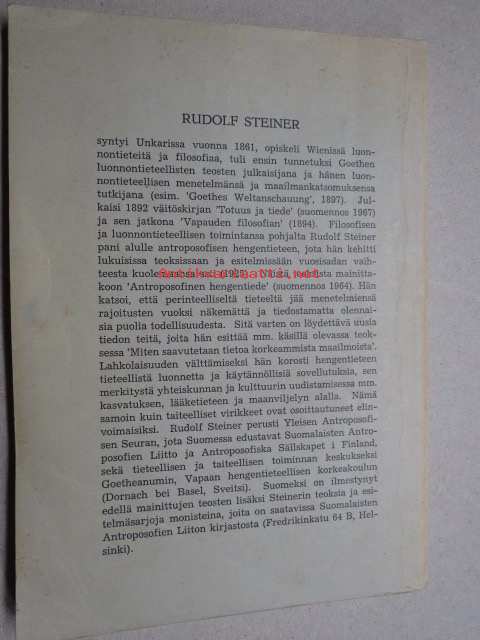 RUDOLF STEINER
syntyi Unkarissa vuonna 1861, opiskeli Wienissä luon-
nontieteitä ja filosofiaa, tuli ensin tunnetuksi Goethen
luonnontieteellisten teosten julkaisijana ja hänen luon-
nontieteellisen menetelmänsä ja maailmankatsomuksensa
tutkijana (esim. 'Goethes Weltanschauung', 1897). Jul-
kaisi 1892 väitöskirjan 'Totuus ja tiede' (suomennos 1967)
ja sen jatkona 'Vapauden filosofian' (1894). Filosofisen
ja luonnontieteellisen toimintansa pohjalta Rudolf Steiner
pani alulle antroposofisen hengentieteen, jota hän kehitti
lukuisissa teoksissaan ja esitelmissään vuosisadan vaih-
teesta kuolemaansa asti (1925). Näistä teoksista mainitta-
koon 'Antroposofinen hengentiede' (suomennos 1964). Hän
katsoi, että perinteelliseltä tieteeltä jää menetelmiensä
rajoitusten vuoksi näkemättä ja tiedostamatta olennai-
sia puolia todellisuudesta. Sitä varten on löydettävä uusia
tiedon teitä, joita hän esittää mm. käsillä olevassa teok-
sessa 'Miten saavutetaan tietoa korkeammista maailmoista'.
Lahkolaisuuden välttämiseksi hän korosti hengentieteen
tieteellistä luonnetta ja käytännöllisiä sovellutuksia, sen
merkitystä yhteiskunnan ja kulttuurin uudistamisessa mm.
kasvatuksen, lääketieteen ja maanviljelyn alalla. Nämä
samoin kuin taiteelliset virikkeet ovat osoittautuneet elin-
voimaisiksi. Rudolf Steiner perusti Yleisen Antroposofi-
sen Seuran, jota Suomessa edustavat Suomalaisten Antro-
posofien Liitto ja Antroposofiska Sällskapet i Finland,
sekä tieteellisen ja taiteellisen toiminnan keskukseksi
Goetheanumin, Vapaan hengentieteellisen korkeakoulun
(Dornach bei Basel, Sveitsi). Suomeksi on ilmestynyt
edellä mainittujen teosten lisäksi Steinerin teoksia ja esi-
telmäsarjoja monisteina, joita on saatavissa Suomalaisten
Antroposofien Liiton kirjastosta (Fredrikinkatu 64 B, Hel-
sinki).